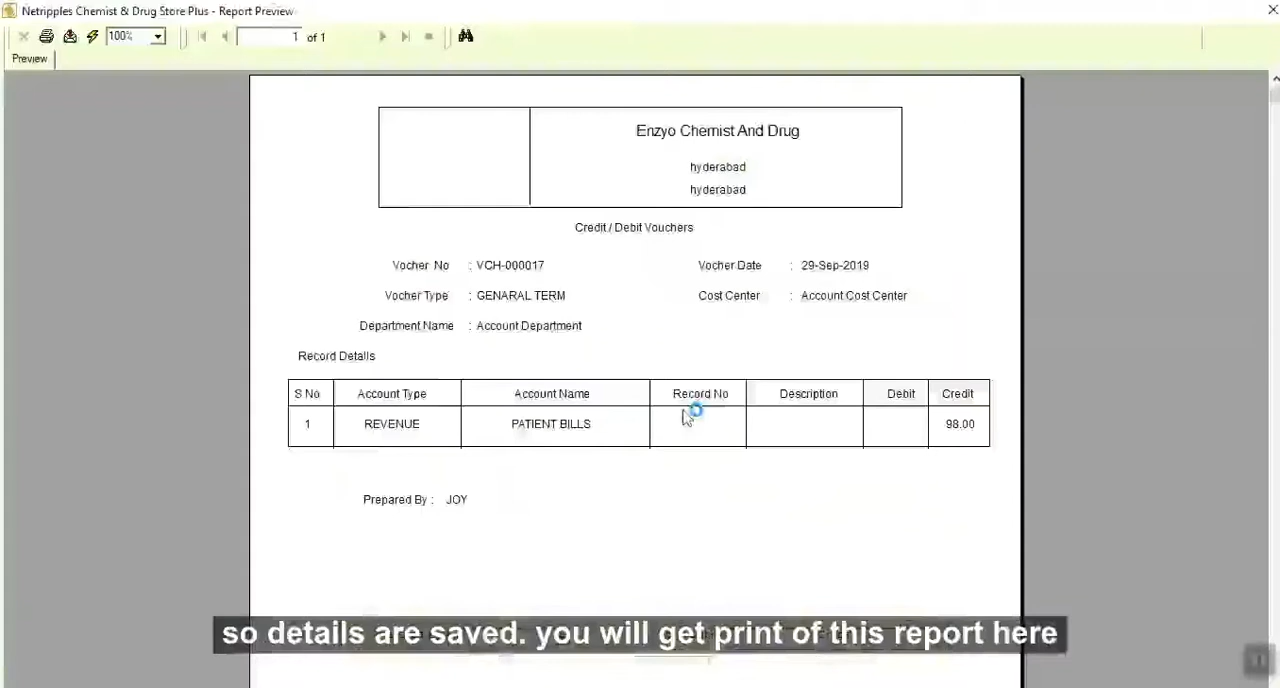 Netripples Chemist & Drug Store Plus - Report Preview
100% 1 of 1
Preview
Enzyo Chemist And Drug
hyderabad
hyderabad
Credit / Debit Vouchers
Vocher No : VCH-000017 Vocher Date : 29-Sep-2019
Vocher Type : GENARAL TERM Cost Center : Account Cost Center
Department Name : Account Department
Record Details
S No Account Type Account Name Record No Description Debit Credit
1 REVENUE PATIENT BILLS 98.00
Prepared By : JOY
so details are saved. you will get print of this report here